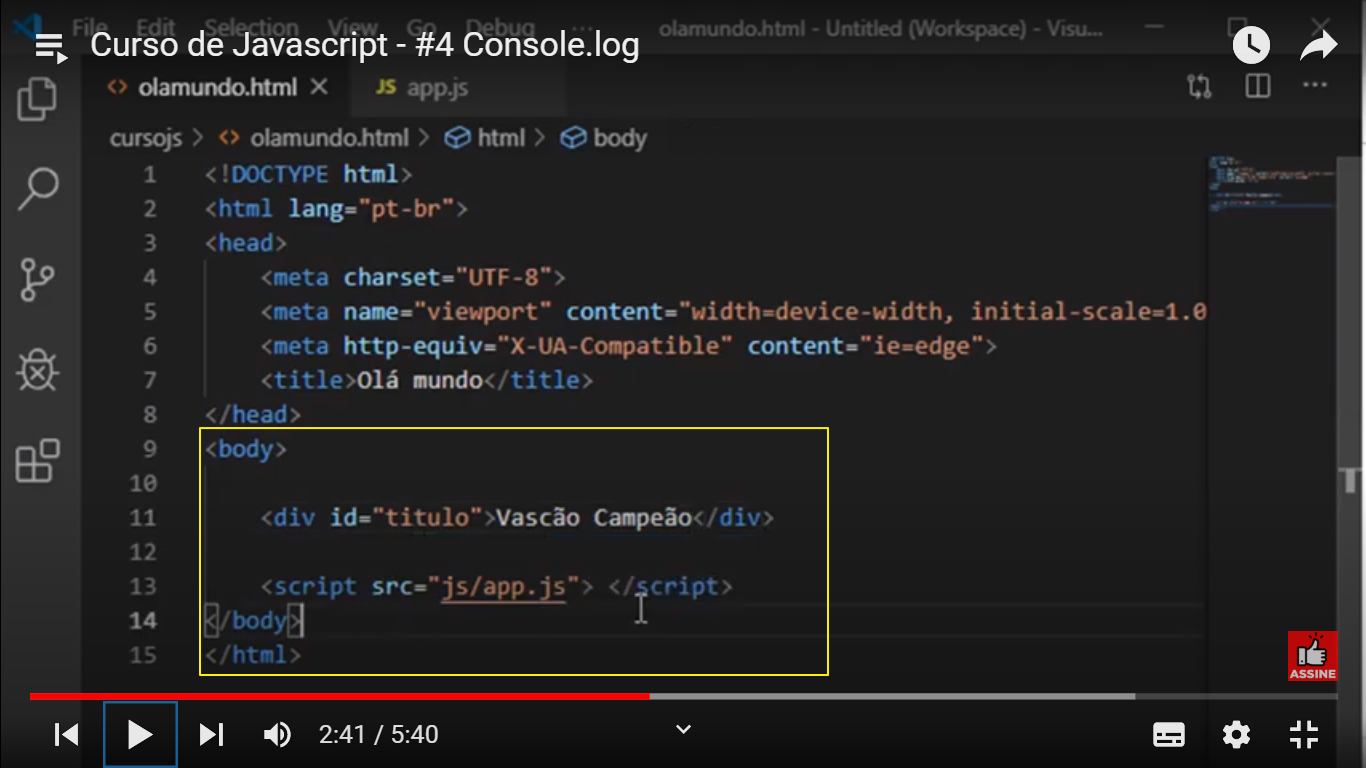 File Edit Selection View Go Debug ... olamundo.html - Untitled (Workspace) - Visu...
Curso de Javascript - #4 Console.log
olamundo.html JS app.js
cursojs > olamundo.html > html > body
1 <!DOCTYPE html>
2 <html lang="pt-br">
3 <head>
4 <meta charset="UTF-8">
5 <meta name="viewport" content="width=device-width, initial-scale=1.0
6 <meta http-equiv="X-UA-Compatible" content="ie=edge">
7 <title>Olá mundo</title>
8 </head>
9 <body>
10
11 <div id="titulo">Vascão Campeão</div>
12
13 <script src="js/app.js"> </script>
14 </body>
15 </html>
ASSINE
2:41 / 5:40